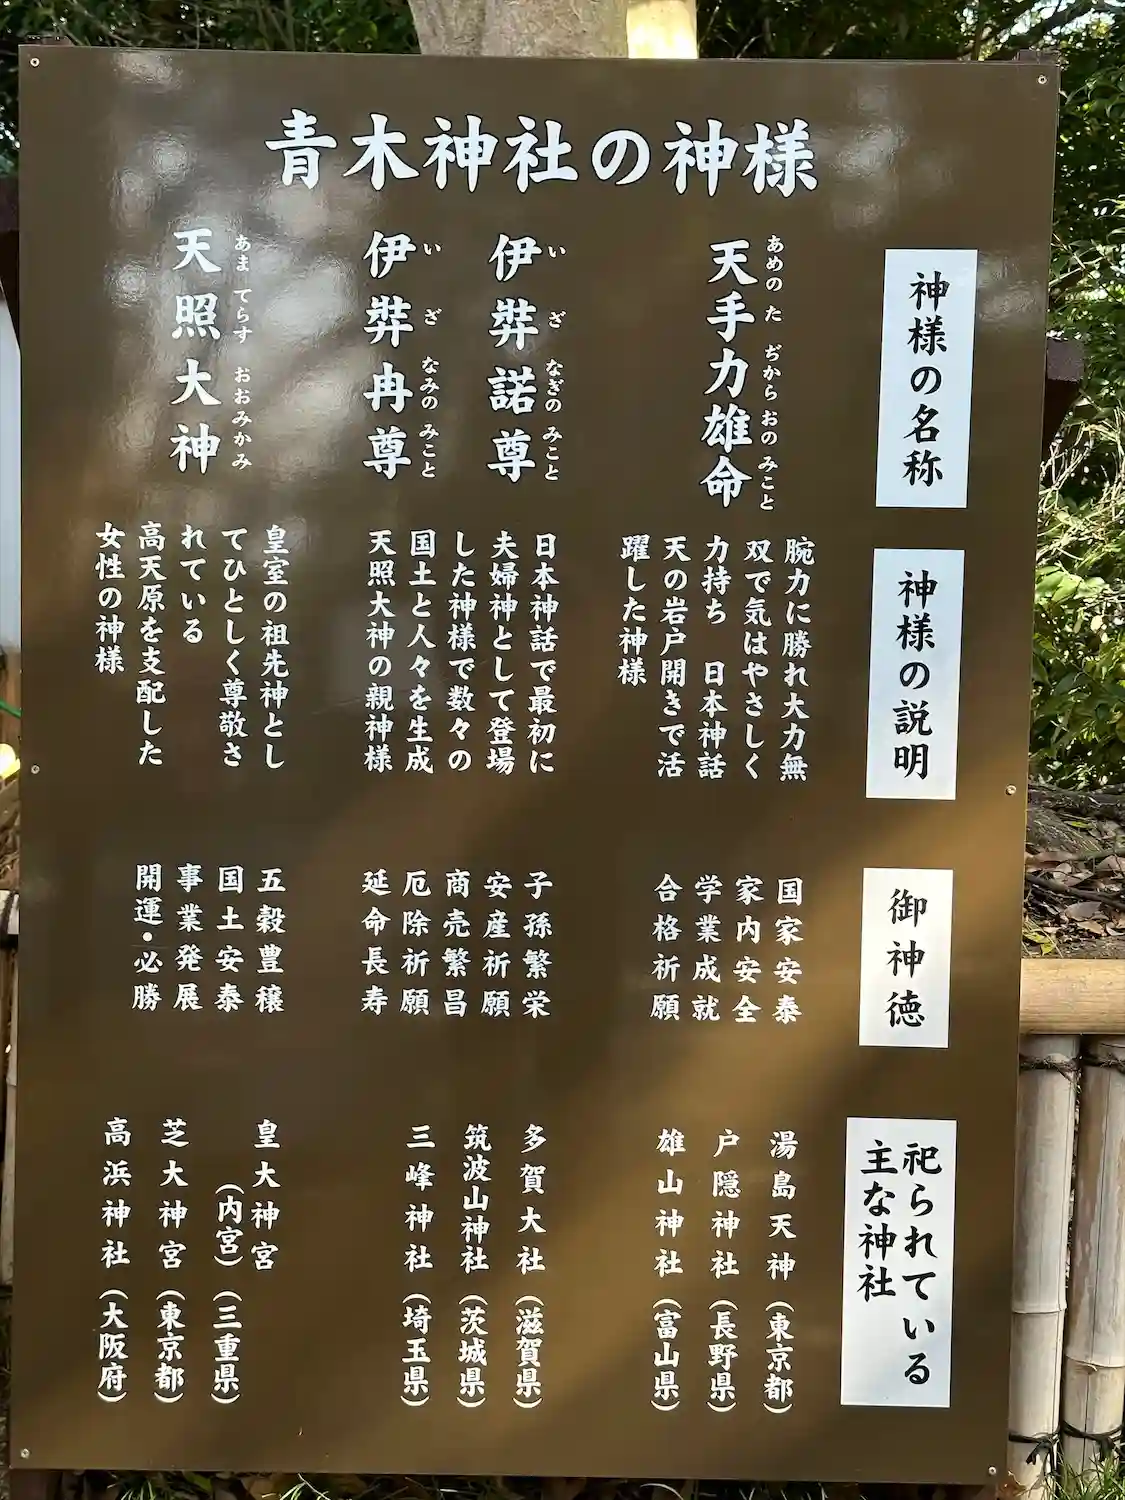 青木神社の神様
神様の名称
天手力雄命
あめの た ぢから おの みこと
伊弉諾尊
い ざ なぎの みこと
伊弉冉尊
い ざ なみの みこと
天照大神
あま てらす おおみかみ
神様の説明
腕力に勝れ大力無
双で気はやさしく
力持ち 日本神話
天の岩戸開きで活
躍した神様
日本神話で最初に
夫婦神として登場
した神様で数々の
国土と人々を生成
天照大神の親神様
皇室の祖先神とし
てひとしく尊敬さ
れている
高天原を支配した
女性の神様
御神徳
国家安泰
家内安全
学業成就
合格祈願
子孫繁栄
安産祈願
商売繁昌
厄除祈願
延命長寿
五穀豊穣
国土安泰
事業発展
開運・必勝
祀られている
主な神社
湯島天神(東京都)
戸隠神社(長野県)
雄山神社(富山県)
多賀大社(滋賀県)
筑波山神社(茨城県)
三峰神社(埼玉県)
皇大神宮
(内宮)(三重県)
芝大神宮(東京都)
高浜神社(大阪府)